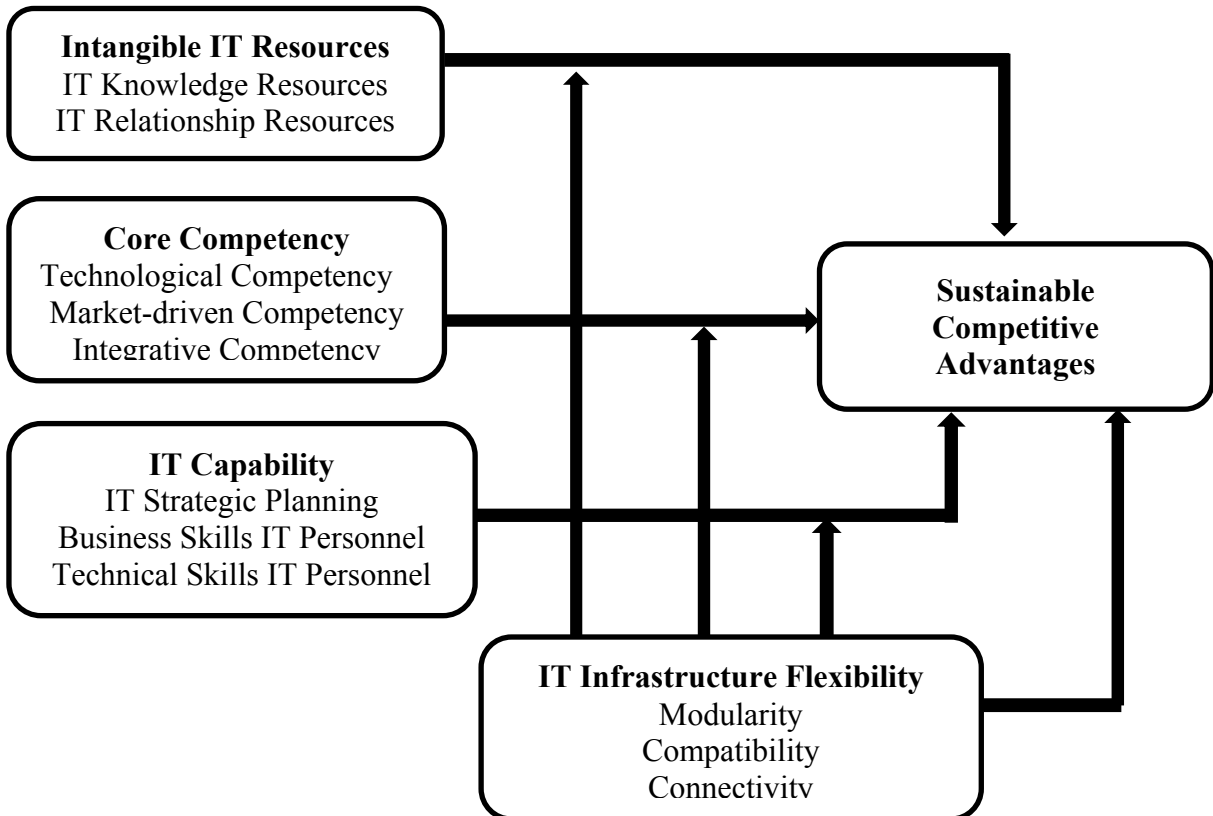 Intangible IT Resources
IT Knowledge Resources
IT Relationship Resources
Core Competency
Technological Competency
Market-driven Competency
Integrative Competency
Sustainable
Competitive
Advantages
IT Capability
IT Strategic Planning
Business Skills IT Personnel
Technical Skills IT Personnel
IT Infrastructure Flexibility
Modularity
Compatibility
Connectivity